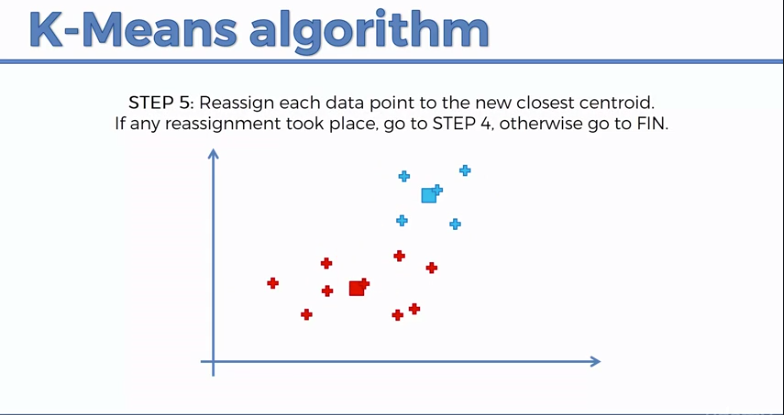 K-Means algorithm
STEP 5: Reassign each data point to the new closest centroid.
If any reassignment took place, go to STEP 4, otherwise go to FIN.